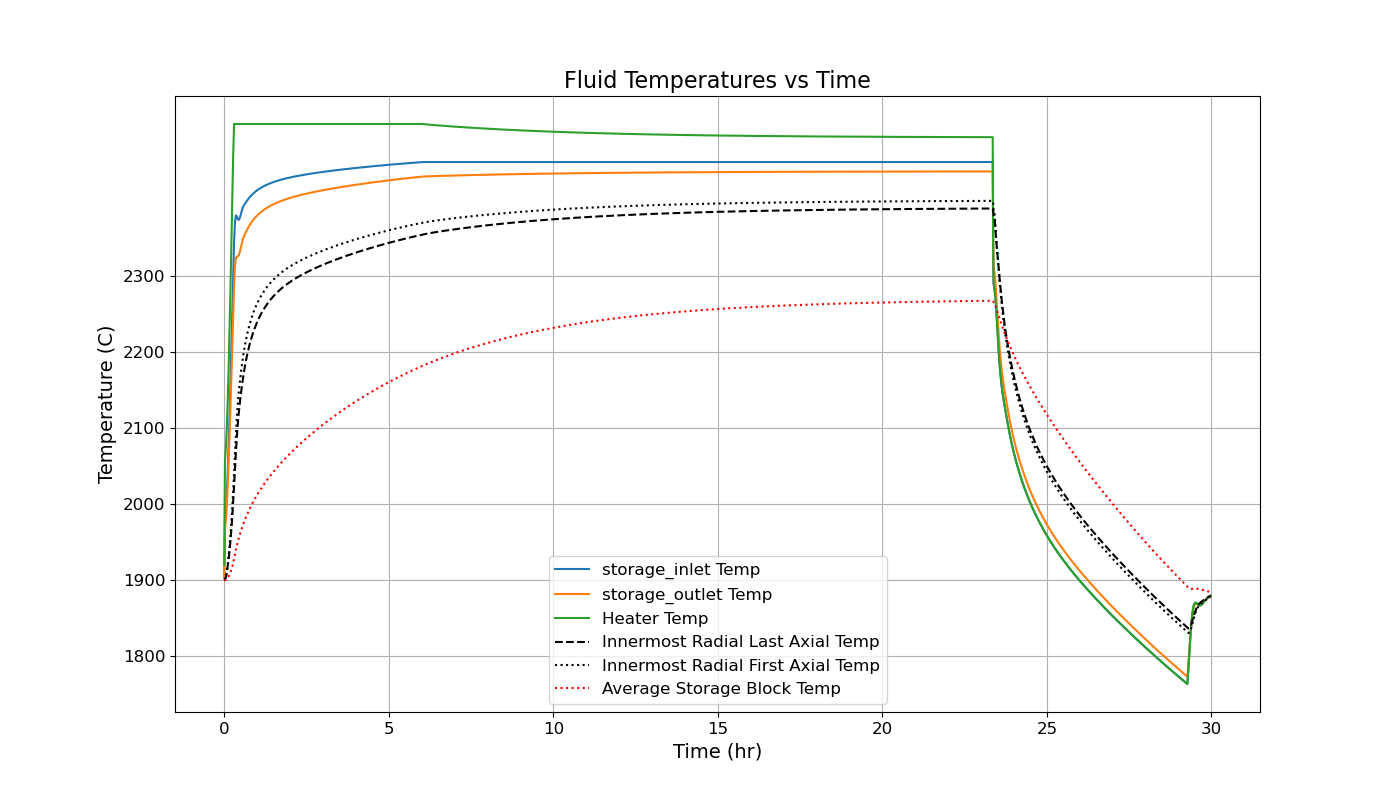 Fluid Temperatures vs Time
Temperature (C)
2300
2200
2100
2000
1900
1800
storage_inlet Temp
storage_outlet Temp
Heater Temp
Innermost Radial Last Axial Temp
Innermost Radial First Axial Temp
Average Storage Block Temp
0 5 10 15 20 25 30
Time (hr)